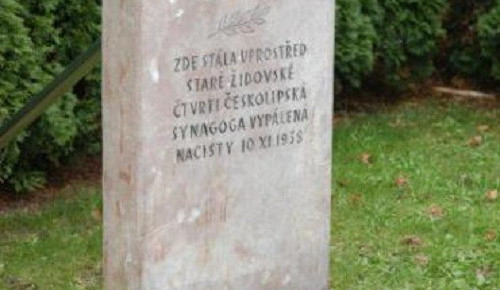 ZDE STÁLA UPROSTŘED
STARÉ ŽIDOVSKÉ
ČTVRTI ČESKOLIPSKÁ
SYNAGOGA VYPÁLENA
NACISTY 10.XI.1938